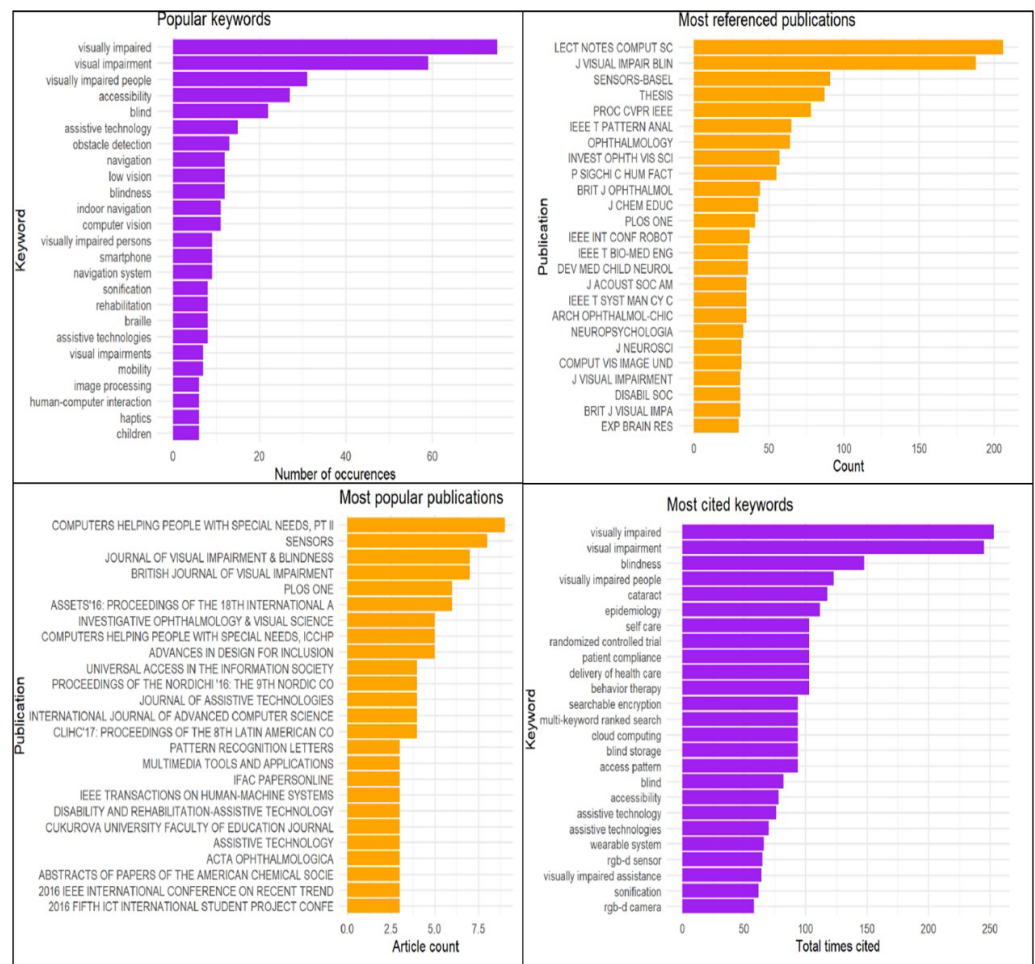 Popular keywords
Keyword
visually impaired
visual impairment
visually impaired people
accessibility
blind
assistive technology
obstacle detection
navigation
low vision
blindness
indoor navigation
computer vision
visually impaired persons
smartphone
navigation system
sonification
rehabilitation
braille
assistive technologies
visual impairments
mobility
image processing
human-computer interaction
haptics
children
0 20 40 60
Number of occurences
Most referenced publications
Publication
LECT NOTES COMPUT SC
J VISUAL IMPAIR BLIN
SENSORS-BASEL
THESIS
PROC CVPR IEEE
IEEE T PATTERN ANAL
OPHTHALMOLOGY
INVEST OPHTH VIS SCI
P SIGCHI C HUM FACT
BRIT J OPHTHALMOL
J CHEM EDUC
PLOS ONE
IEEE INT CONF ROBOT
IEEE T BIO-MED ENG
DEV MED CHILD NEUROL
J ACOUST SOC AM
IEEE T SYST MAN CY C
ARCH OPHTHALMOL-CHIC
NEUROPSYCHOLOGIA
J NEUROSCI
COMPUT VIS IMAGE UND
J VISUAL IMPAIRMENT
DISABIL SOC
BRIT J VISUAL IMPA
EXP BRAIN RES
0 50 100 150 200
Count
Most popular publications
Publication
COMPUTERS HELPING PEOPLE WITH SPECIAL NEEDS, PT II
SENSORS
JOURNAL OF VISUAL IMPAIRMENT & BLINDNESS
BRITISH JOURNAL OF VISUAL IMPAIRMENT
PLOS ONE
ASSETS'16: PROCEEDINGS OF THE 18TH INTERNATIONAL A
INVESTIGATIVE OPHTHALMOLOGY & VISUAL SCIENCE
COMPUTERS HELPING PEOPLE WITH SPECIAL NEEDS, ICCHP
ADVANCES IN DESIGN FOR INCLUSION
UNIVERSAL ACCESS IN THE INFORMATION SOCIETY
PROCEEDINGS OF THE NORDICHI '16: THE 9TH NORDIC CO
JOURNAL OF ASSISTIVE TECHNOLOGIES
INTERNATIONAL JOURNAL OF ADVANCED COMPUTER SCIENCE
CLIHC'17: PROCEEDINGS OF THE 8TH LATIN AMERICAN CO
PATTERN RECOGNITION LETTERS
MULTIMEDIA TOOLS AND APPLICATIONS
IFAC PAPERSONLINE
IEEE TRANSACTIONS ON HUMAN-MACHINE SYSTEMS
DISABILITY AND REHABILITATION-ASSISTIVE TECHNOLOGY
CUKUROVA UNIVERSITY FACULTY OF EDUCATION JOURNAL
ASSISTIVE TECHNOLOGY
ACTA OPHTHALMOLOGICA
ABSTRACTS OF PAPERS OF THE AMERICAN CHEMICAL SOCIE
2016 IEEE INTERNATIONAL CONFERENCE ON RECENT TREND
2016 FIFTH ICT INTERNATIONAL STUDENT PROJECT CONFE
0.0 2.5 5.0 7.5
Article count
Most cited keywords
Keyword
visually impaired
visual impairment
blindness
visually impaired people
cataract
epidemiology
self care
randomized controlled trial
patient compliance
delivery of health care
behavior therapy
searchable encryption
multi-keyword ranked search
cloud computing
blind storage
access pattern
blind
accessibility
assistive technology
assistive technologies
wearable system
rgb-d sensor
visually impaired assistance
sonification
rgb-d camera
0 50 100 150 200 250
Total times cited